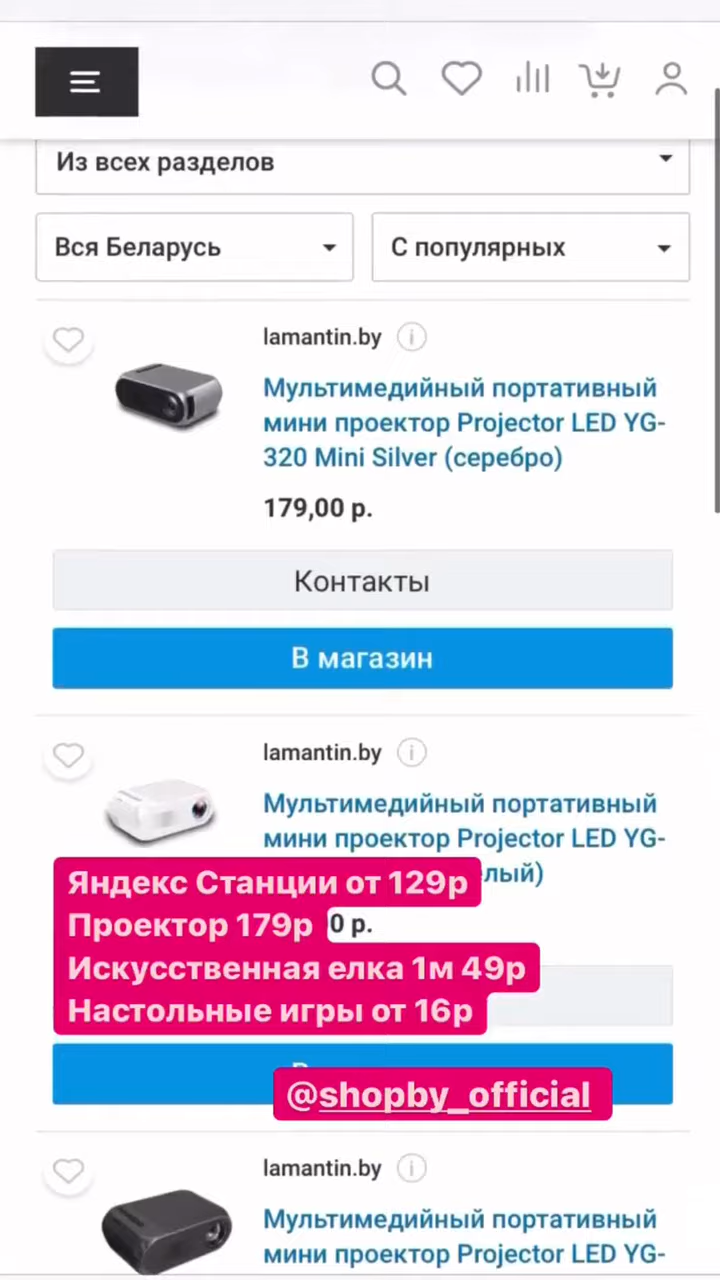 Из всех разделов
Вся Беларусь
С популярных
lamantin.by
Мультимедийный портативный
мини проектор Projector LED YG-
320 Mini Silver (серебро)
179,00 р.
Контакты
В магазин
lamantin.by
Мультимедийный портативный
мини проектор Projector LED YG-
лый)
0 р.
Яндекс Станции от 129р
Проектор 179р
Искусственная елка 1м 49р
Настольные игры от 16р
@shopby_official
lamantin.by
Мультимедийный портативный
мини проектор Projector LED YG-